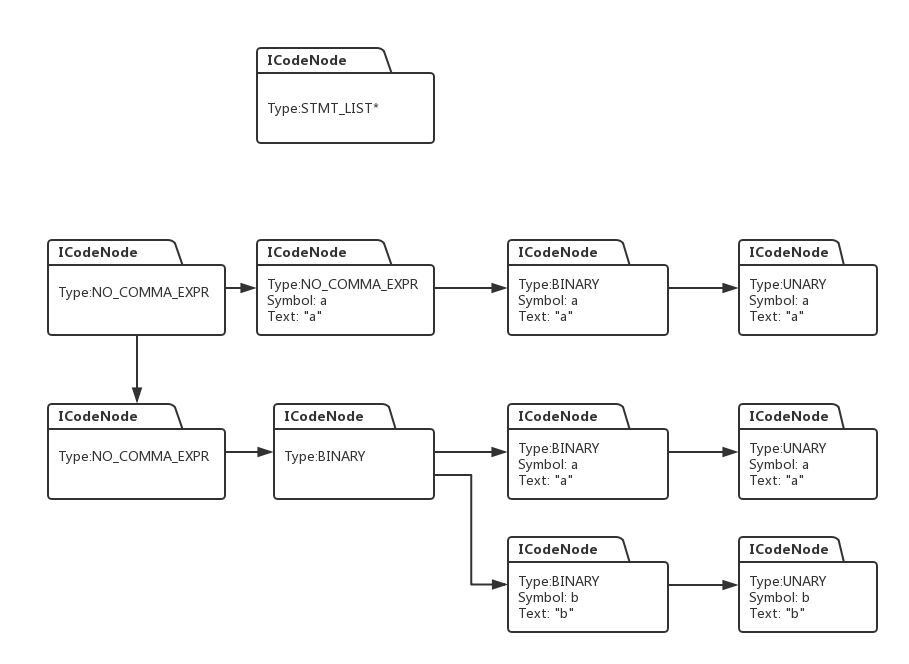 ICodeNode
Type:STMT_LIST*
ICodeNode
Type:NO_COMMA_EXPR
ICodeNode
Type:NO_COMMA_EXPR
Symbol: a
Text: "a"
ICodeNode
Type:BINARY
Symbol: a
Text: "a"
ICodeNode
Type:UNARY
Symbol: a
Text: "a"
ICodeNode
Type:NO_COMMA_EXPR
ICodeNode
Type:BINARY
ICodeNode
Type:BINARY
Symbol: a
Text: "a"
ICodeNode
Type:UNARY
Symbol: a
Text: "a"
ICodeNode
Type:BINARY
Symbol: b
Text: "b"
ICodeNode
Type:UNARY
Symbol: b
Text: "b"